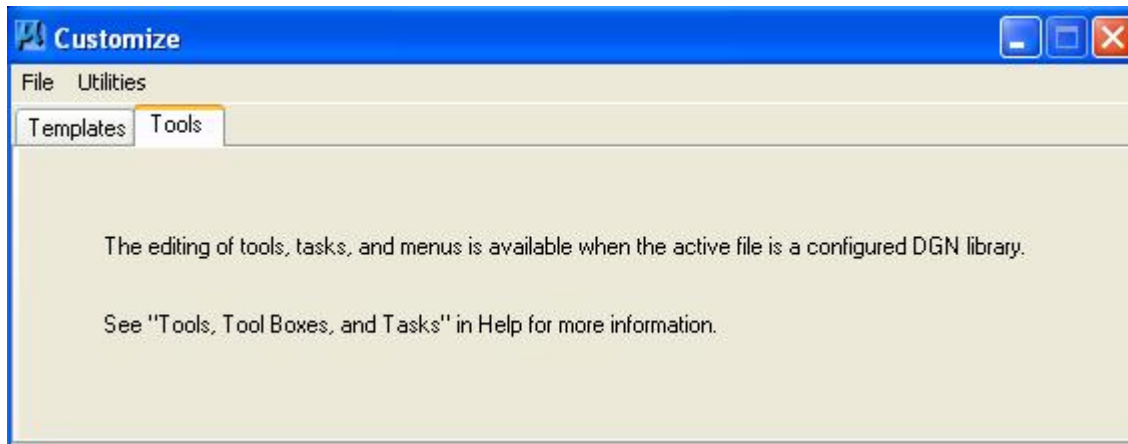 Customize
File Utilities
Templates Tools
The editing of tools, tasks, and menus is available when the active file is a configured DGN library.
See "Tools, Tool Boxes, and Tasks" in Help for more information.